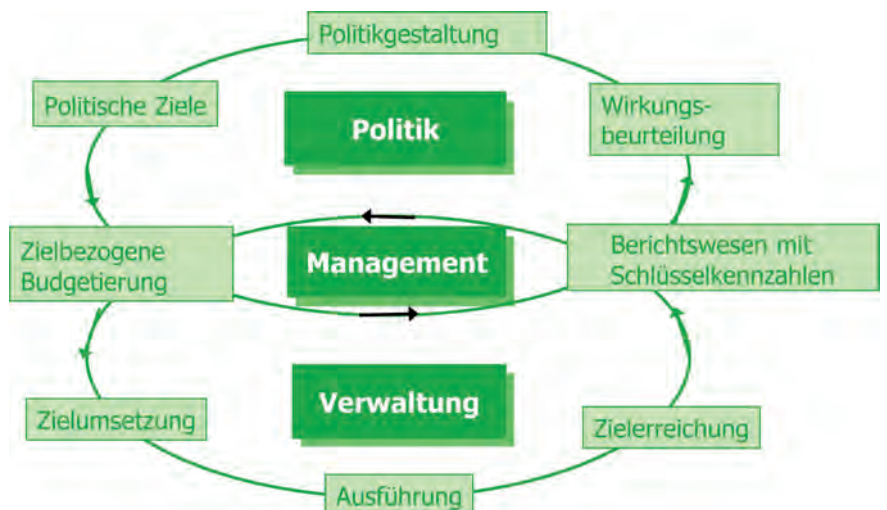 Politikgestaltung
Politische Ziele
Politik
Wirkungs-
beurteilung
Zielbezogene
Budgetierung
Management
Berichtswesen mit
Schlüsselkennzahlen
Verwaltung
Zielumsetzung
Zielerreichung
Ausführung